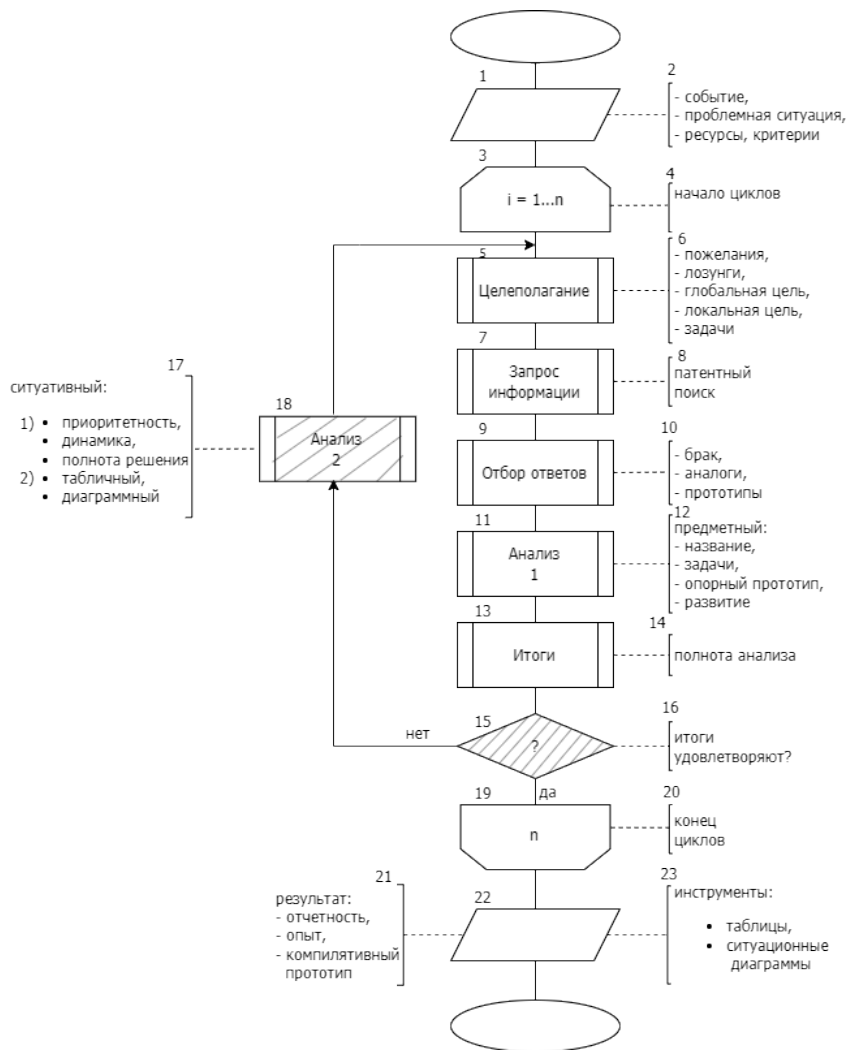 1
2
- событие,
- проблемная ситуация,
- ресурсы, критерии
3
i = 1...n
4
начало циклов
5
Целеполагание
6
- пожелания,
- лозунги,
- глобальная цель,
- локальная цель,
- задачи
7
Запрос
информации
8
патентный
поиск
17
ситуативный:
1) • приоритетность,
• динамика,
• полнота решения
2) • табличный,
• диаграммный
18
Анализ
2
9
Отбор ответов
10
- брак,
- аналоги,
- прототипы
11
Анализ
1
12
предметный:
- название,
- задачи,
- опорный прототип,
- развитие
13
Итоги
14
полнота анализа
15
?
нет
16
итоги
удовлетворяют?
да
19
n
20
конец
циклов
21
результат:
- отчетность,
- опыт,
- компилятивный
прототип
22
23
инструменты:
• таблицы,
• ситуационные
диаграммы